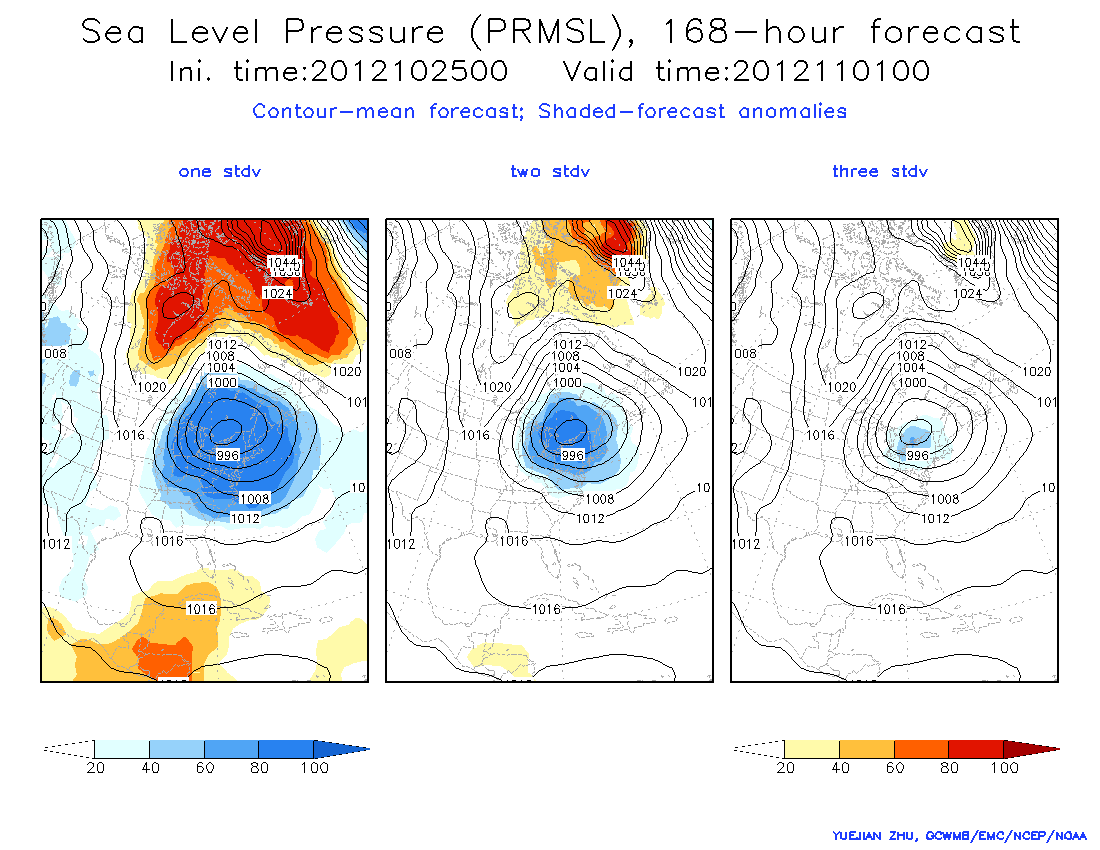 Sea Level Pressure (PRMSL), 168-hour forecast
Ini. time:2012102500 Valid time:2012110100
Contour-mean forecast; Shaded-forecast anomalies
one stdv two stdv three stdv
1044 1044 1044
1024 1024 1024
1012 1012 1012
008 1008 008 1008 008 1008
1004 1004 1004
1020 1020 1020
1020 1000 1020 1000 1020 1000
101 101 101
1016 1016 1016
996 996 996
10 10 10
1008 1008 1008
1012 1012 1012
1012 1016 1012 1016 1012 1016
1016 1016 1016
20 40 60 80 100 20 40 60 80 100
YUEJIAN ZHU, GCWMB/EMC/NCEP/NOAA